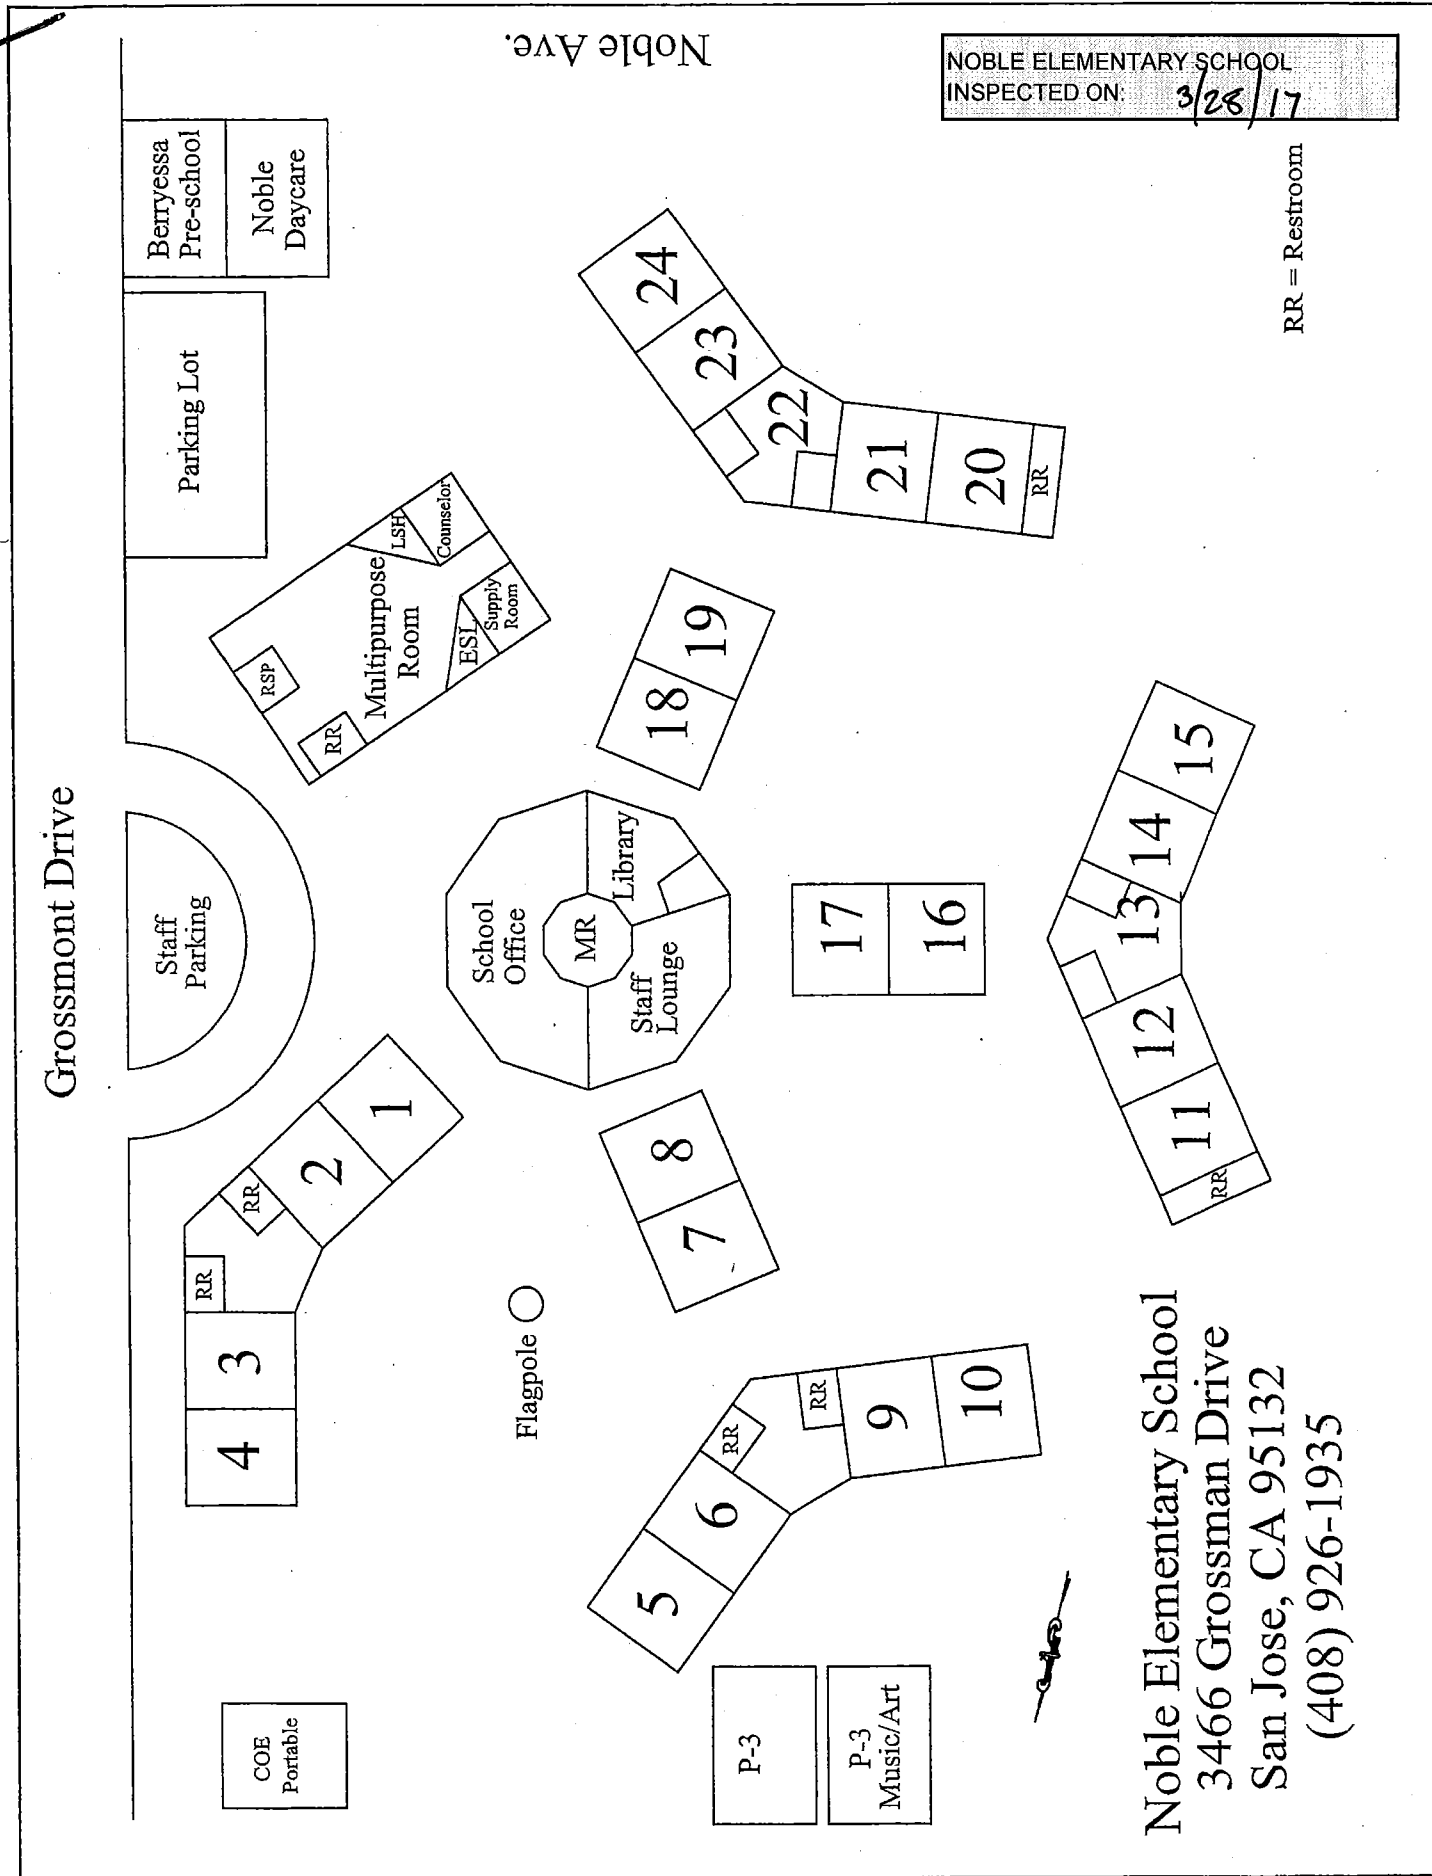 Grossmont Drive
Noble Ave.
NOBLE ELEMENTARY SCHOOL
INSPECTED ON: 3/28/17
Berryessa
Pre-school
Noble
Daycare
Parking Lot
Staff
Parking
RSP
RR
Multipurpose
Room
LSH
Counselor
ESL
Supply
Room
4
3
RR
RR
2
1
School
Office
MR
Library
Staff
Lounge
COE
Portable
Flagpole
7
8
18
19
24
23
22
21
20
RR
5
6
RR
RR
9
10
17
16
P-3
P-3
Music/Art
RR
11
12
13
14
15
RR = Restroom
Noble Elementary School
3466 Grossman Drive
San Jose, CA 95132
(408) 926-1935